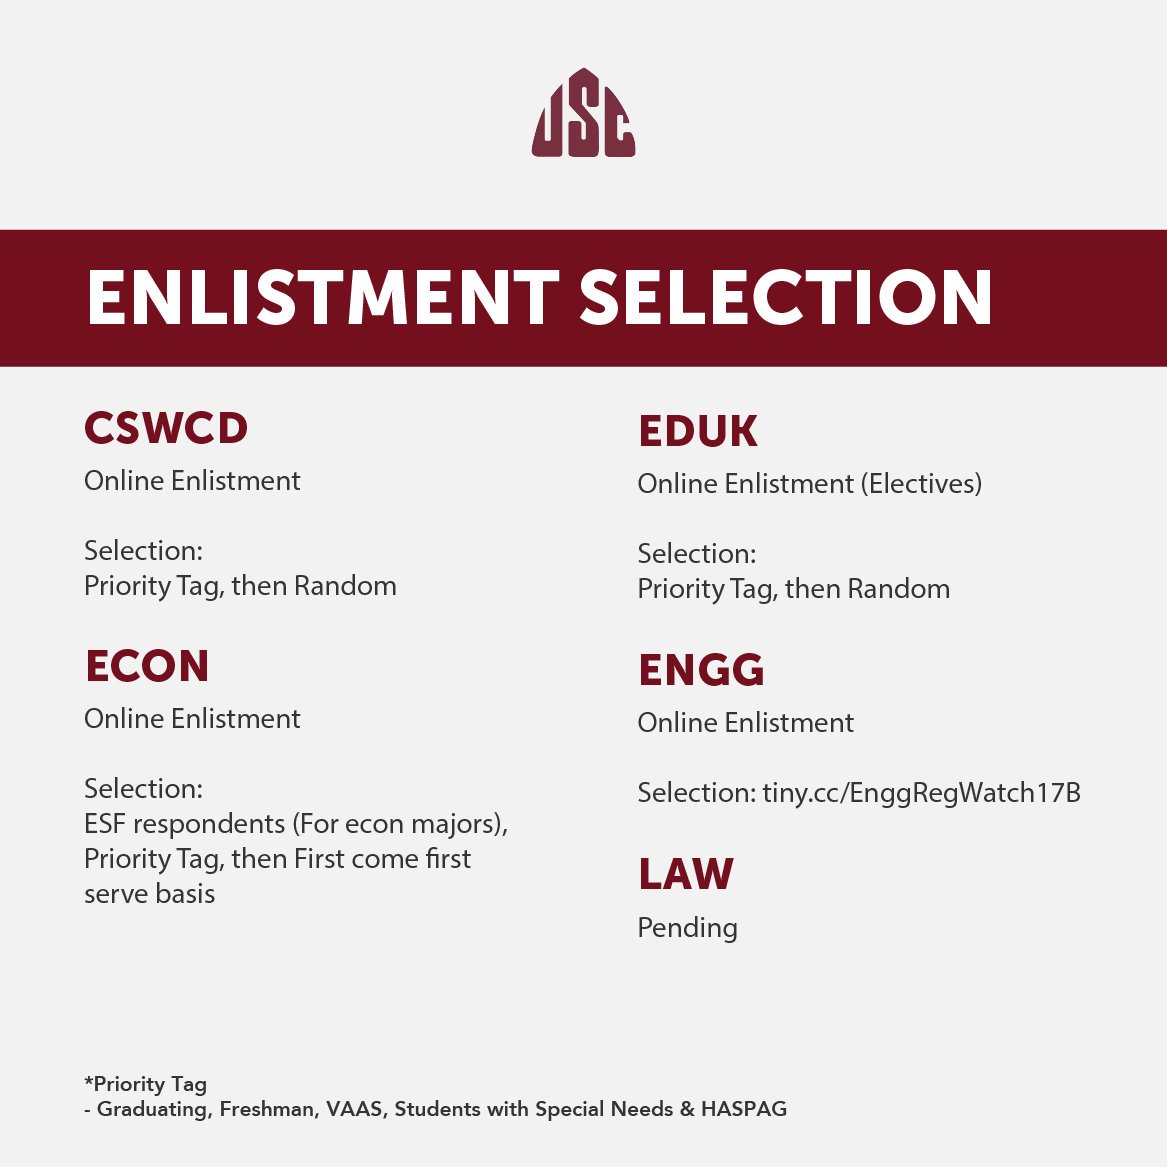 USC
ENLISTMENT SELECTION
CSWCD
Online Enlistment
Selection:
Priority Tag, then Random
ECON
Online Enlistment
Selection:
ESF respondents (For econ majors),
Priority Tag, then First come first
serve basis
EDUK
Online Enlistment (Electives)
Selection:
Priority Tag, then Random
ENGG
Online Enlistment
Selection: tiny.cc/EnggRegWatch17B
LAW
Pending
*Priority Tag
- Graduating, Freshman, VAAS, Students with Special Needs & HASPAG